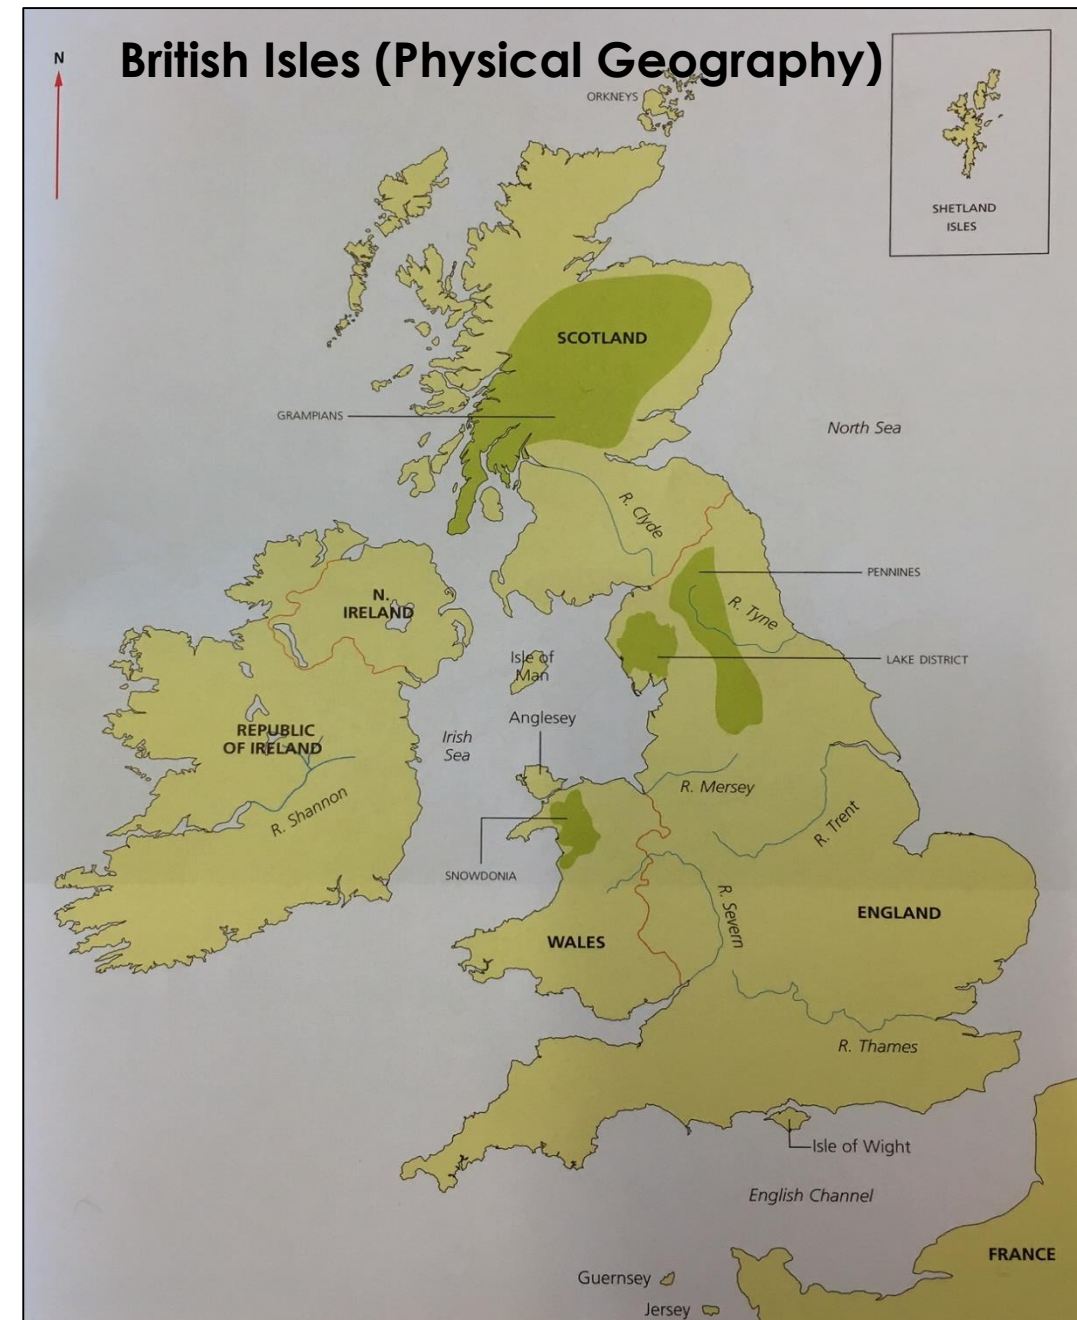 British Isles (Physical Geography)
N
ORKNEYS
SHETLAND
ISLES
SCOTLAND
GRAMPIANS
North Sea
R. Clyde
PENNINES
N.
IRELAND
R. Tyne
Isle of
Man
LAKE DISTRICT
Anglesey
REPUBLIC
OF IRELAND
Irish
Sea
R. Mersey
R. Shannon
R. Trent
SNOWDONIA
R. Severn
ENGLAND
WALES
R. Thames
Isle of Wight
English Channel
FRANCE
Guernsey
Jersey